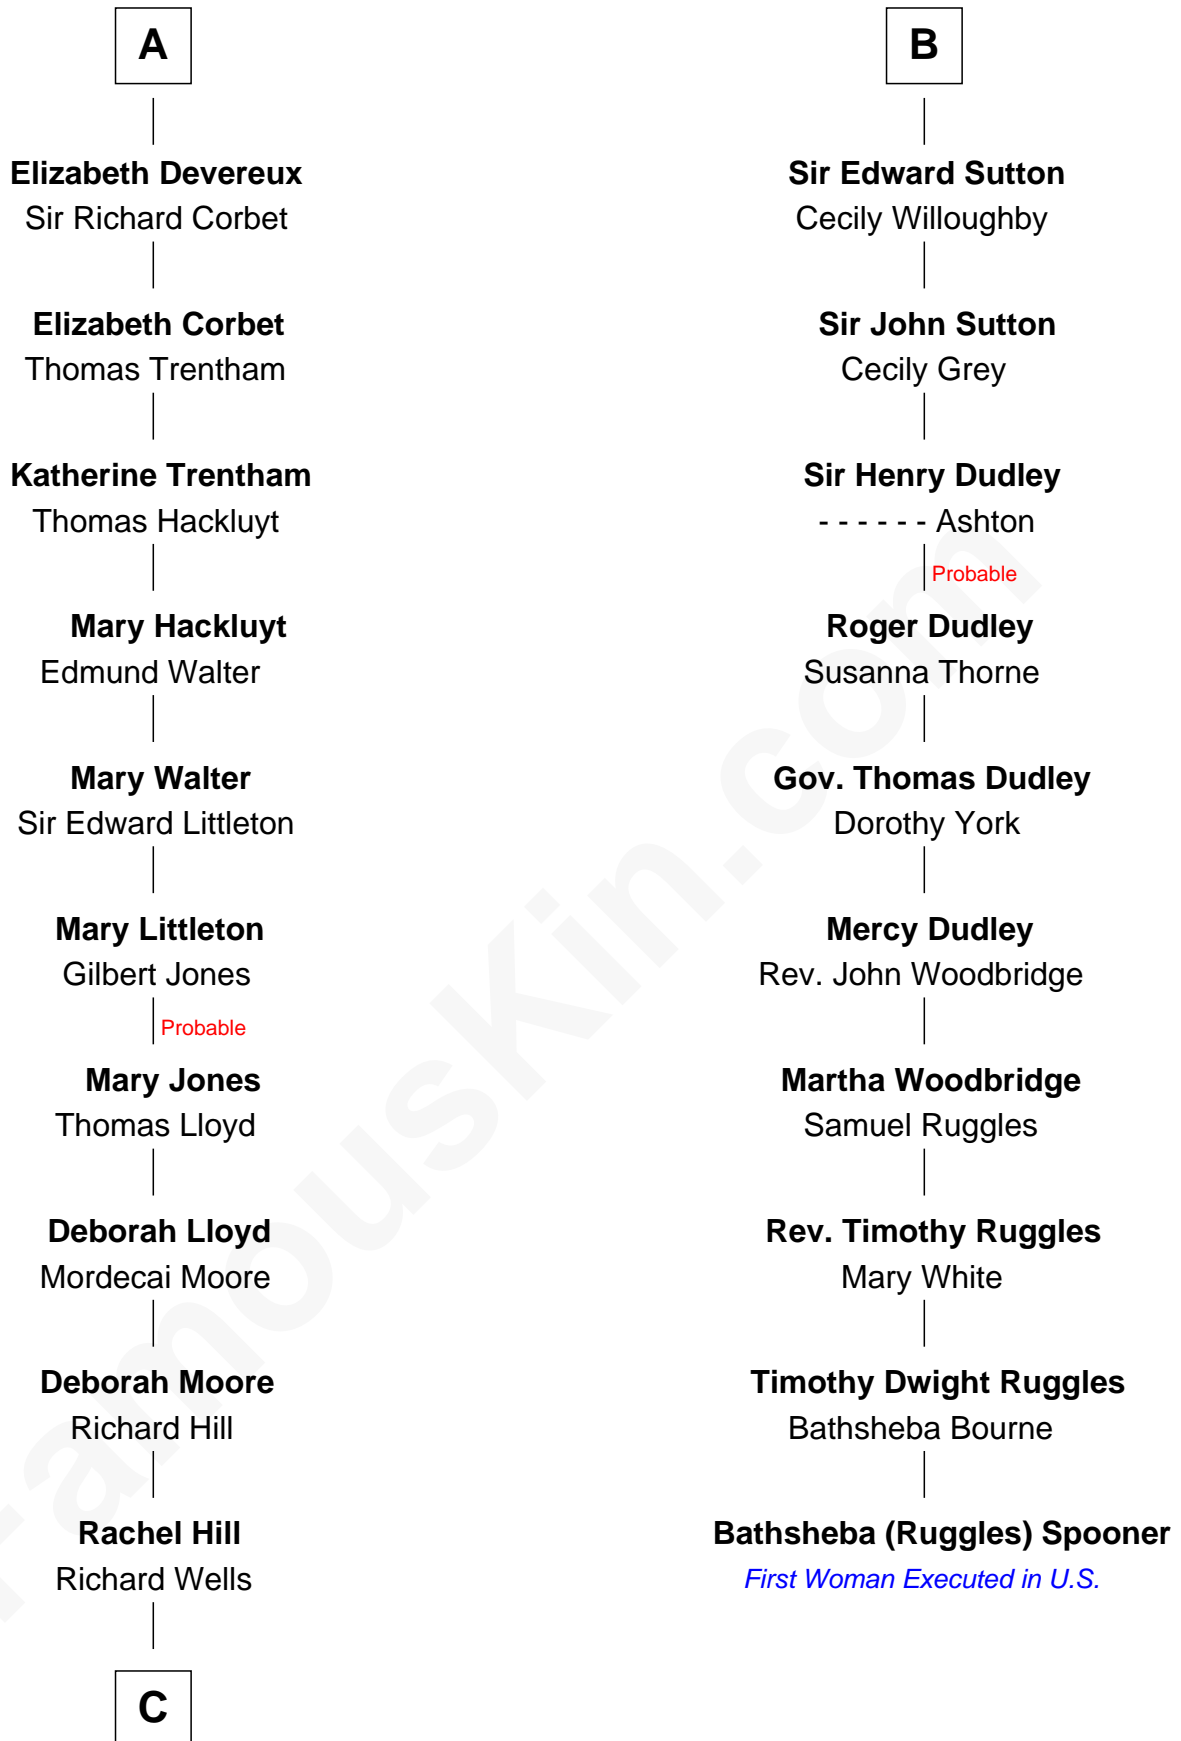 A
Elizabeth Devereux
Sir Richard Corbet
Elizabeth Corbet
Thomas Trentham
Katherine Trentham
Thomas Hackluyt
Mary Hackluyt
Edmund Walter
Mary Walter
Sir Edward Littleton
Mary Littleton
Gilbert Jones
Probable
Mary Jones
Thomas Lloyd
Deborah Lloyd
Mordecai Moore
Deborah Moore
Richard Hill
Rachel Hill
Richard Wells
C
B
Sir Edward Sutton
Cecily Willoughby
Sir John Sutton
Cecily Grey
Sir Henry Dudley
- - - - - - Ashton
Probable
Roger Dudley
Susanna Thorne
Gov. Thomas Dudley
Dorothy York
Mercy Dudley
Rev. John Woodbridge
Martha Woodbridge
Samuel Ruggles
Rev. Timothy Ruggles
Mary White
Timothy Dwight Ruggles
Bathsheba Bourne
Bathsheba (Ruggles) Spooner
First Woman Executed in U.S.
FamousKin.com